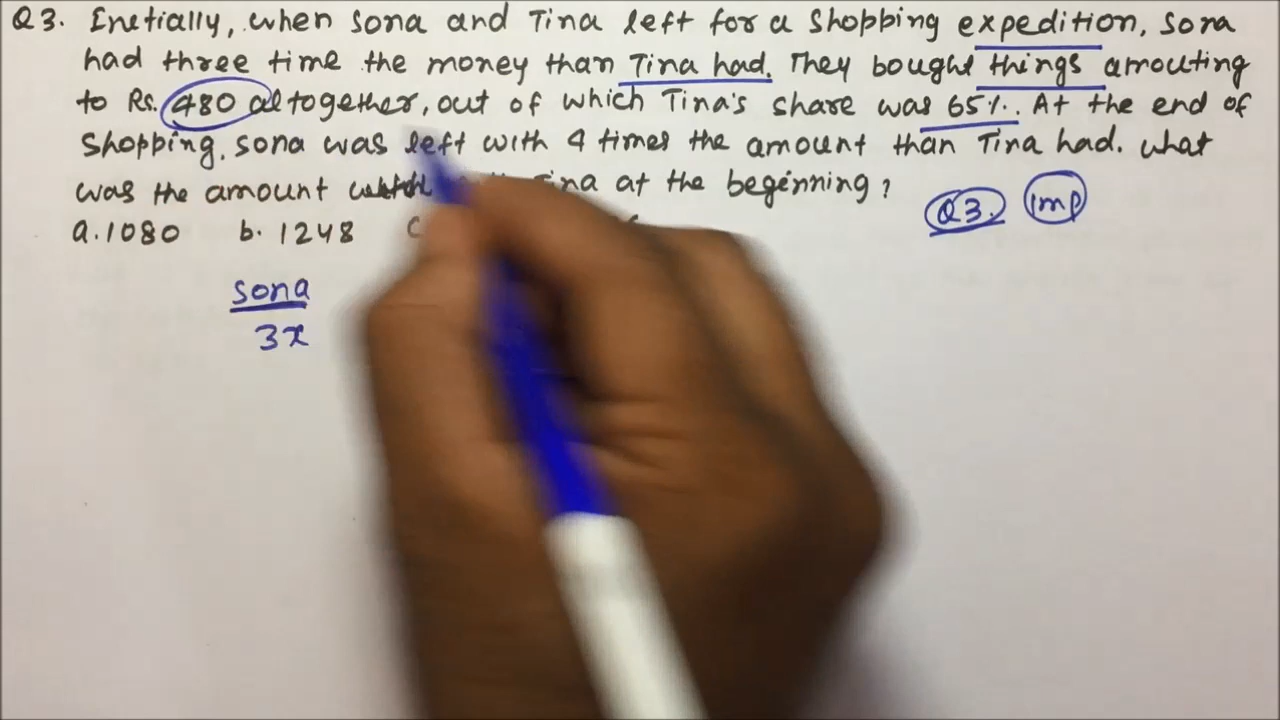 Q3. Initially, when Sona and Tina left for a shopping expedition, Sona
had three time the money than Tina had. They bought things amouting
to Rs. 480 altogether, out of which Tina's share was 65%. At the end of
Shopping, Sona was left with 4 times the amount than Tina had. What
was the amount Tina at the beginning?
Q3. imp
a. 1080 b. 1248 c
Sona
3x